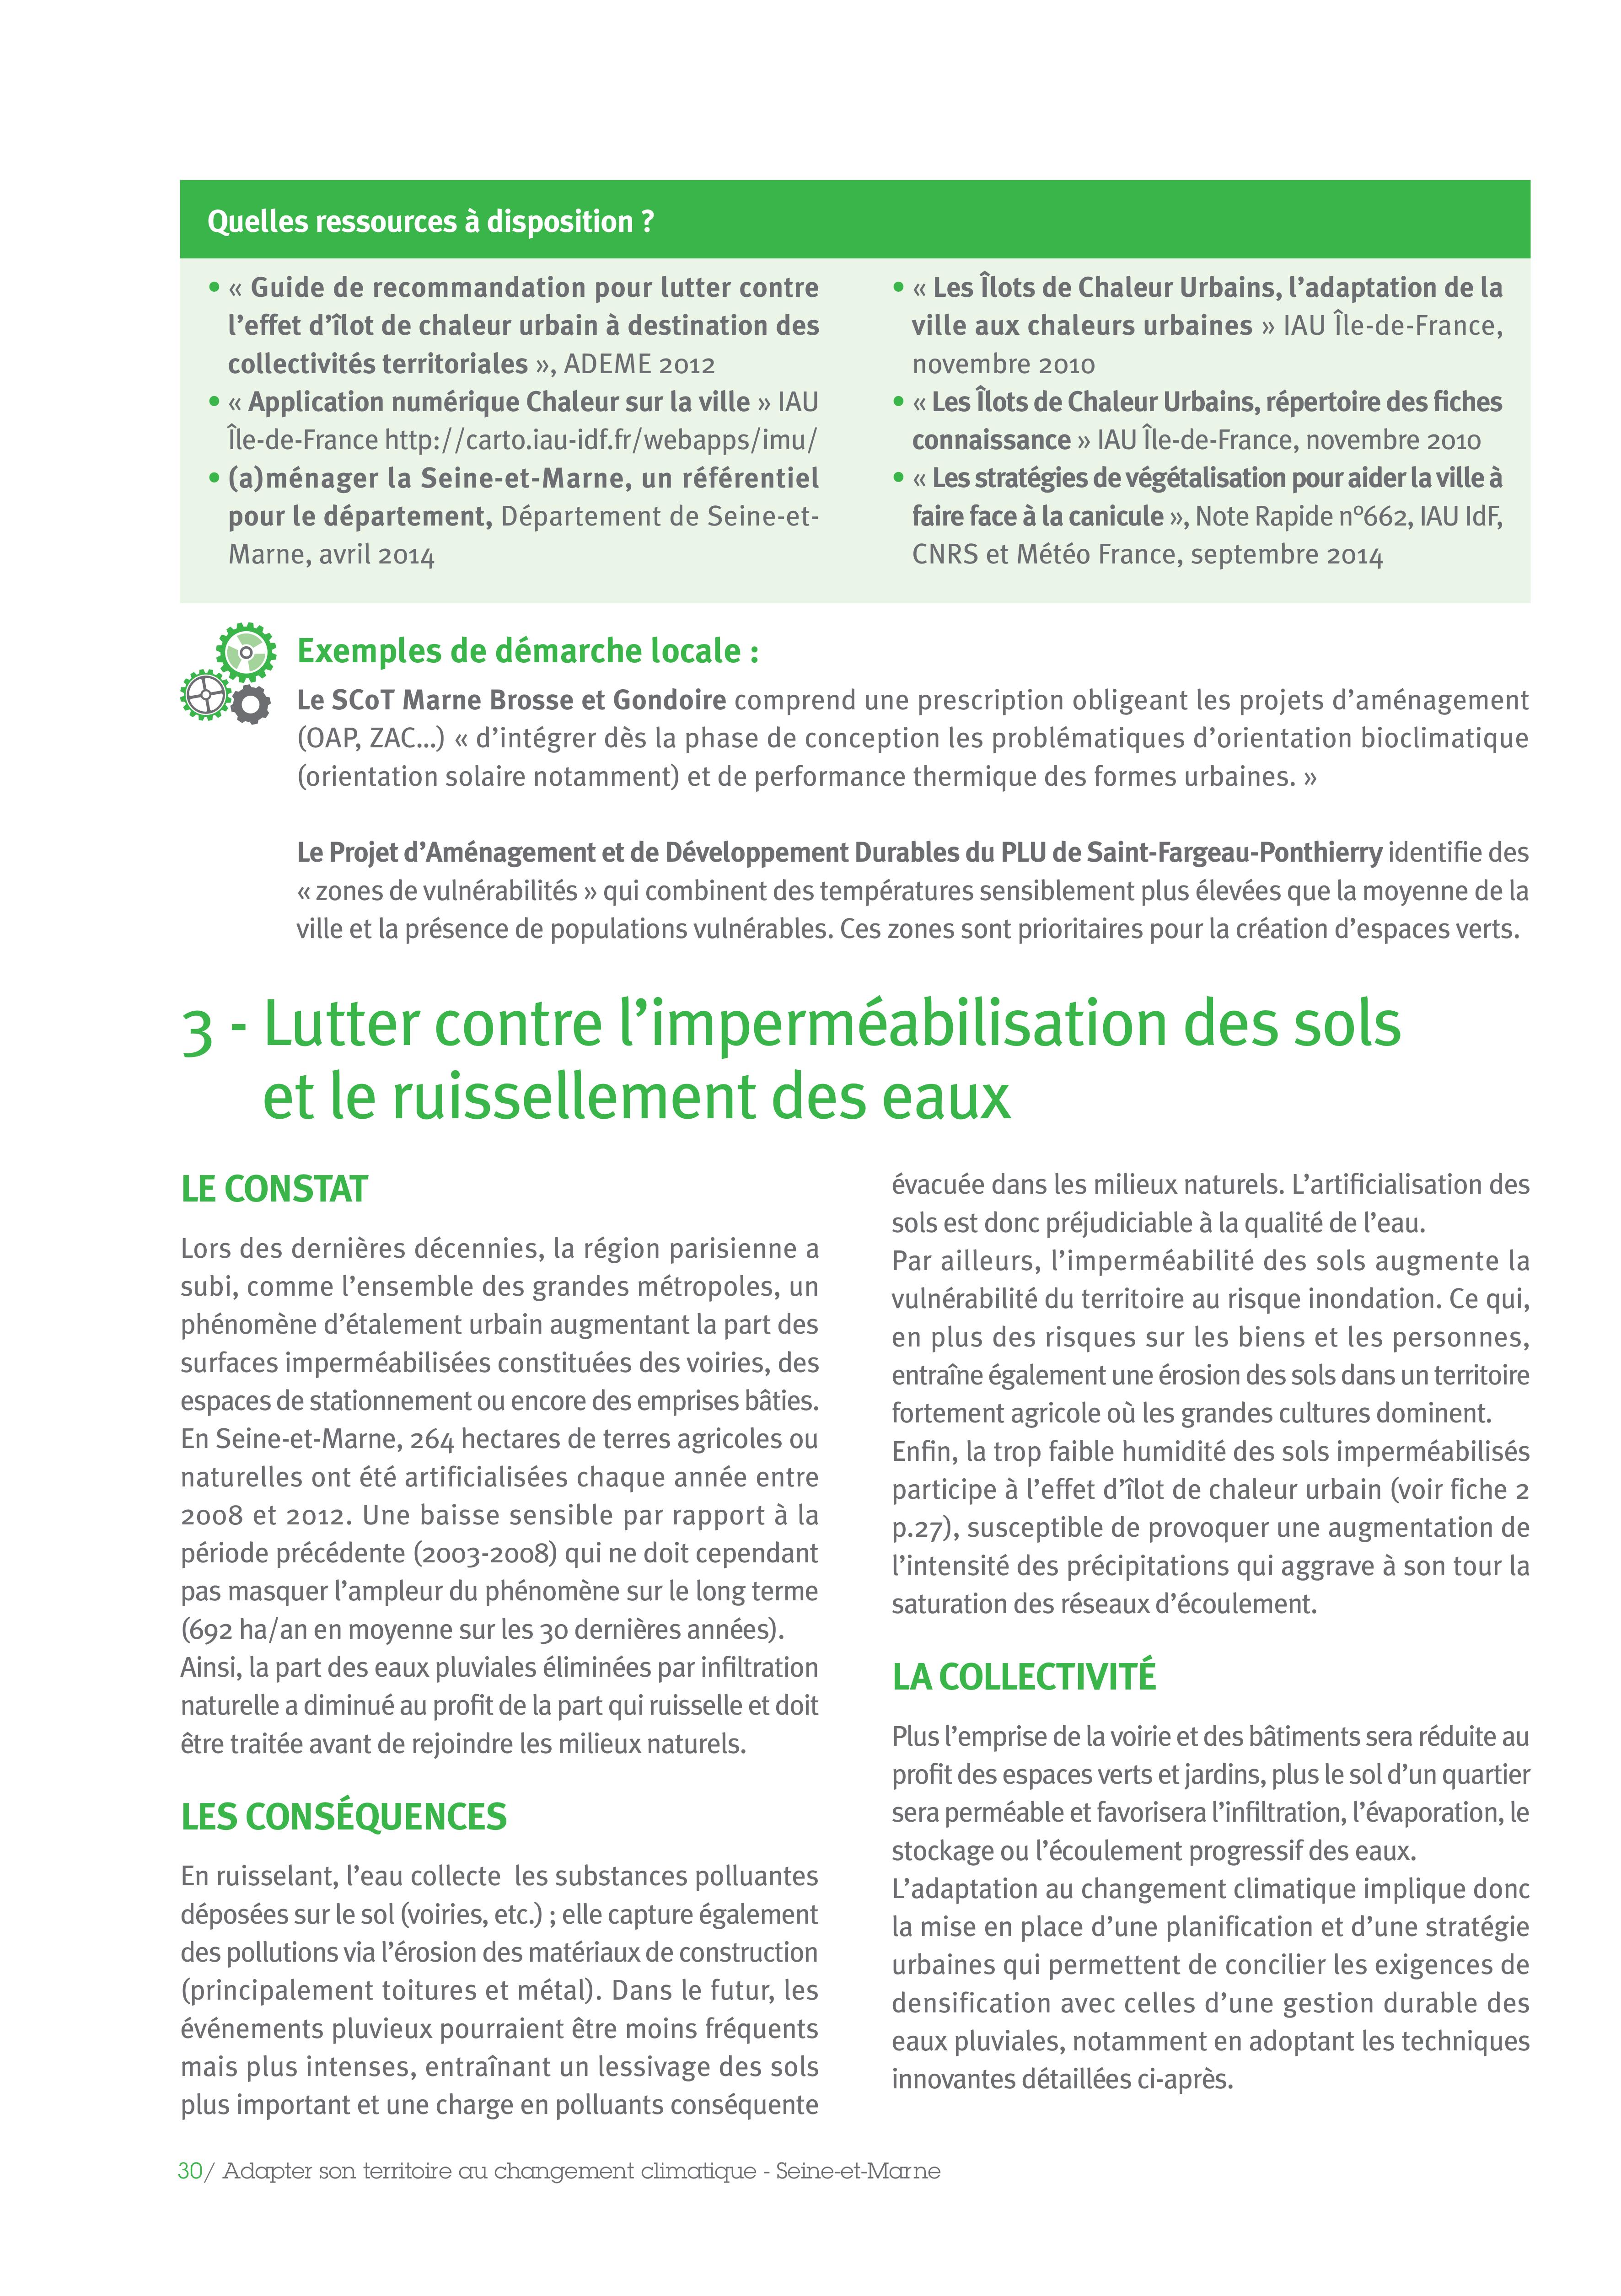 Quelles ressources à disposition ?
• « Guide de recommandation pour lutter contre
l’effet d’îlot de chaleur urbain à destination des
collectivités territoriales », ADEME 2012
• « Application numérique Chaleur sur la ville » IAU
Île-de-France http://carto.iau-idf.fr/webapps/imu/
• (a)ménager la Seine-et-Marne, un référentiel
pour le département, Département de Seine-et-
Marne, avril 2014
• « Les Îlots de Chaleur Urbains, l’adaptation de la
ville aux chaleurs urbaines » IAU Île-de-France,
novembre 2010
• « Les Îlots de Chaleur Urbains, répertoire des fiches
connaissance » IAU Île-de-France, novembre 2010
• « Les stratégies de végétalisation pour aider la ville à
faire face à la canicule », Note Rapide n°662, IAU IdF,
CNRS et Météo France, septembre 2014
Exemples de démarche locale :
Le SCoT Marne Brosse et Gondoire comprend une prescription obligeant les projets d’aménagement
(OAP, ZAC...) « d’intégrer dès la phase de conception les problématiques d’orientation bioclimatique
(orientation solaire notamment) et de performance thermique des formes urbaines. »
Le Projet d’Aménagement et de Développement Durables du PLU de Saint-Fargeau-Ponthierry identifie des
« zones de vulnérabilités » qui combinent des températures sensiblement plus élevées que la moyenne de la
ville et la présence de populations vulnérables. Ces zones sont prioritaires pour la création d’espaces verts.
3 - Lutter contre l’imperméabilisation des sols
et le ruissellement des eaux
LE CONSTAT
Lors des dernières décennies, la région parisienne a
subi, comme l’ensemble des grandes métropoles, un
phénomène d’étalement urbain augmentant la part des
surfaces imperméabilisées constituées des voiries, des
espaces de stationnement ou encore des emprises bâties.
En Seine-et-Marne, 264 hectares de terres agricoles ou
naturelles ont été artificialisées chaque année entre
2008 et 2012. Une baisse sensible par rapport à la
période précédente (2003-2008) qui ne doit cependant
pas masquer l’ampleur du phénomène sur le long terme
(692 ha/an en moyenne sur les 30 dernières années).
Ainsi, la part des eaux pluviales éliminées par infiltration
naturelle a diminué au profit de la part qui ruisselle et doit
être traitée avant de rejoindre les milieux naturels.
LES CONSÉQUENCES
En ruisselant, l’eau collecte les substances polluantes
déposées sur le sol (voiries, etc.) ; elle capture également
des pollutions via l’érosion des matériaux de construction
(principalement toitures et métal). Dans le futur, les
événements pluvieux pourraient être moins fréquents
mais plus intenses, entraînant un lessivage des sols
plus important et une charge en polluants conséquente
évacuée dans les milieux naturels. L’artificialisation des
sols est donc préjudiciable à la qualité de l’eau.
Par ailleurs, l’imperméabilité des sols augmente la
vulnérabilité du territoire au risque inondation. Ce qui,
en plus des risques sur les biens et les personnes,
entraîne également une érosion des sols dans un territoire
fortement agricole où les grandes cultures dominent.
Enfin, la trop faible humidité des sols imperméabilisés
participe à l’effet d’îlot de chaleur urbain (voir fiche 2
p.27), susceptible de provoquer une augmentation de
l’intensité des précipitations qui aggrave à son tour la
saturation des réseaux d’écoulement.
LA COLLECTIVITÉ
Plus l’emprise de la voirie et des bâtiments sera réduite au
profit des espaces verts et jardins, plus le sol d’un quartier
sera perméable et favorisera l’infiltration, l’évaporation, le
stockage ou l’écoulement progressif des eaux.
L’adaptation au changement climatique implique donc
la mise en place d’une planification et d’une stratégie
urbaines qui permettent de concilier les exigences de
densification avec celles d’une gestion durable des
eaux pluviales, notamment en adoptant les techniques
innovantes détaillées ci-après.
30/ Adapter son territoire au changement climatique - Seine-et-Marne